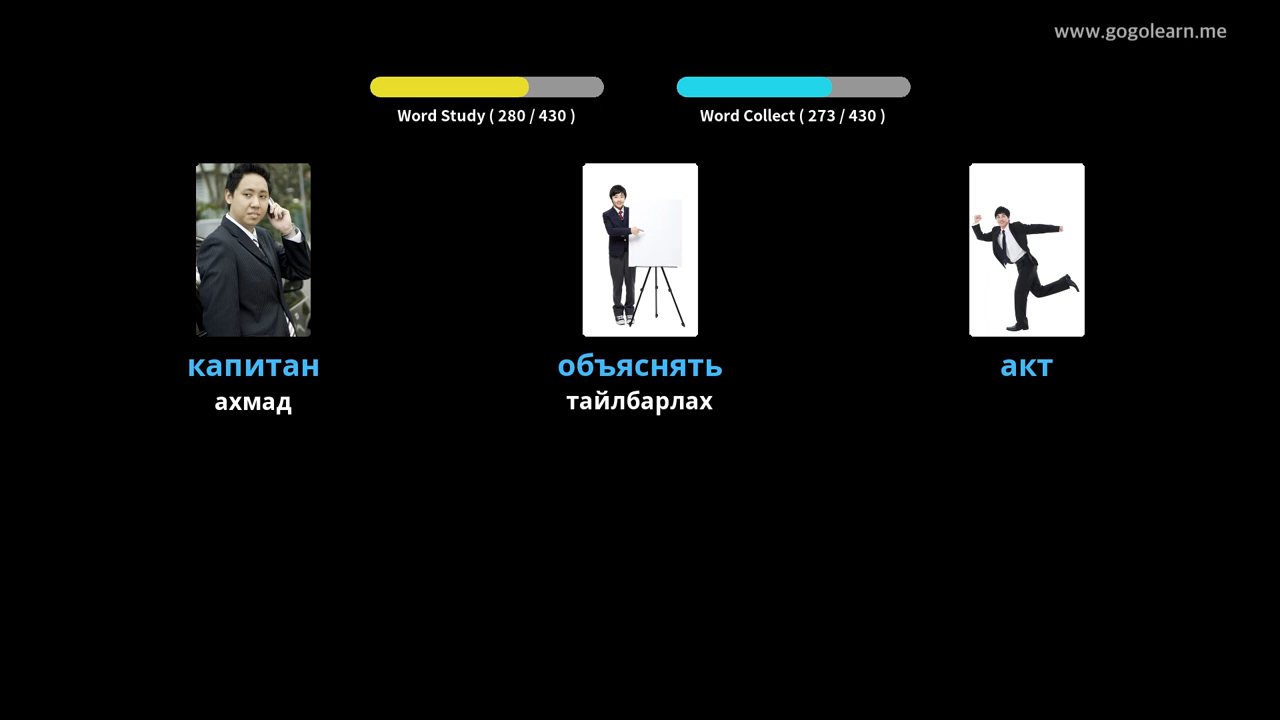 www.gogolearn.me
Word Study ( 280 / 430 )
Word Collect ( 273 / 430 )
капитан
объяснять
акт
ахмад
тайлбарлах